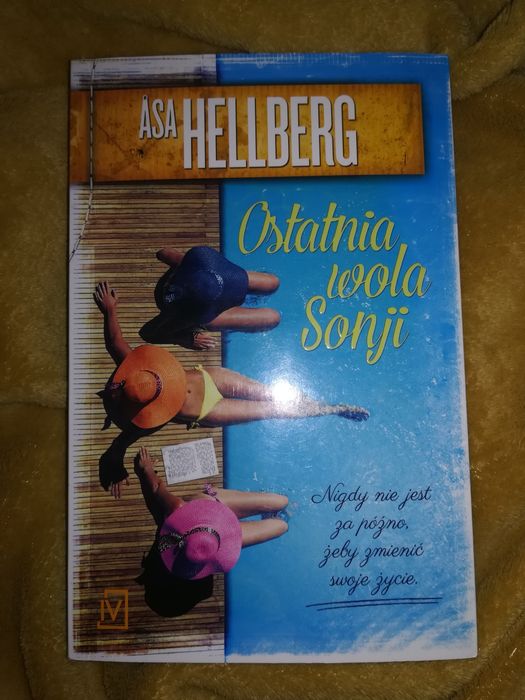 ÅSA HELLBERG
Ostatnia
wola
Sonji
Nigdy nie jest
za późno,
żeby zmienić
swoje życie.